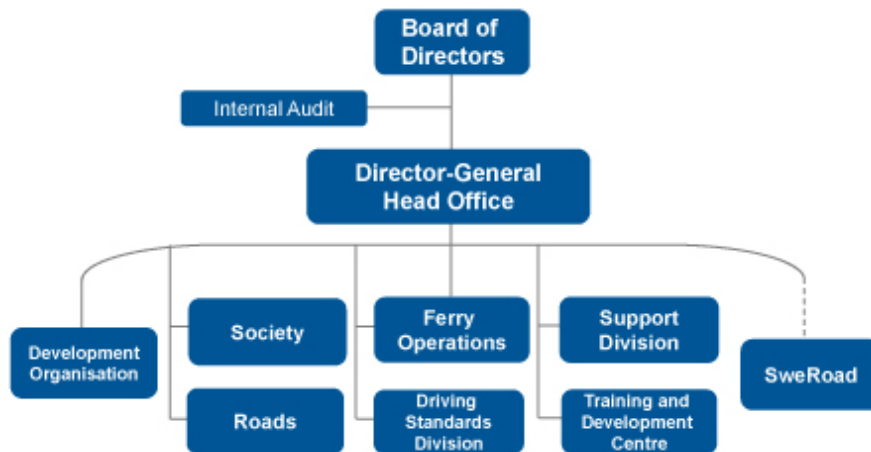 Board of
Directors
Internal Audit
Director-General
Head Office
Development
Organisation
Society
Ferry
Operations
Support
Division
SweRoad
Roads
Driving
Standards
Division
Training and
Development
Centre